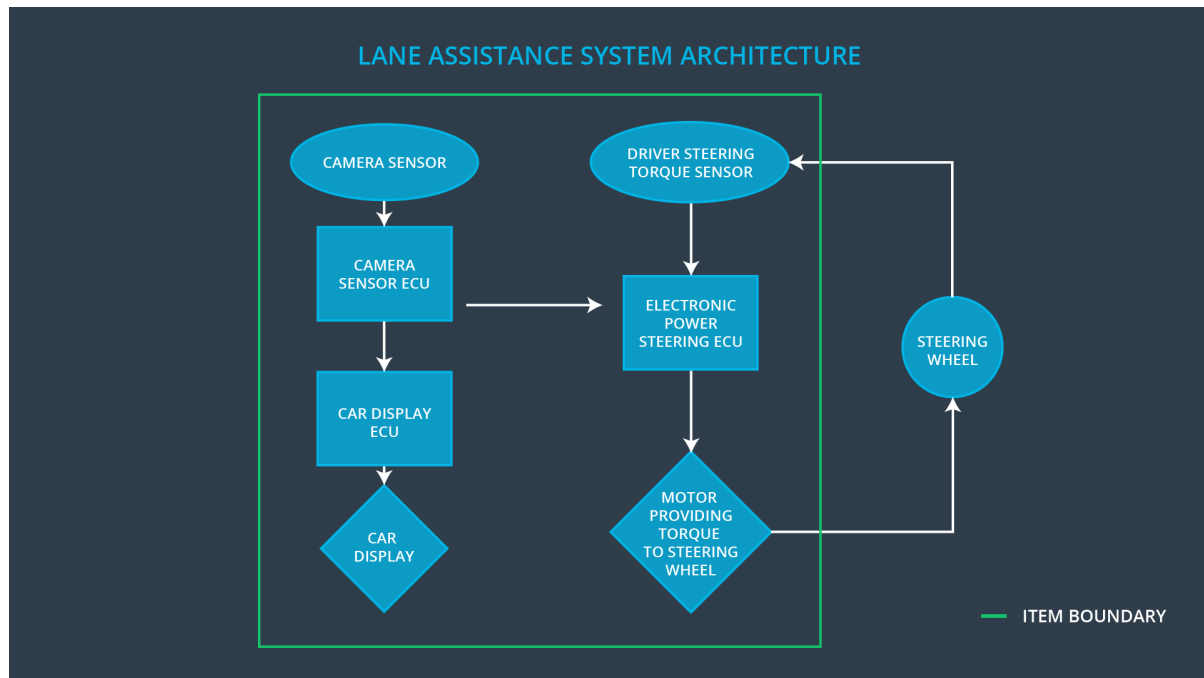 LANE ASSISTANCE SYSTEM ARCHITECTURE
CAMERA SENSOR
CAMERA
SENSOR ECU
CAR DISPLAY
ECU
CAR
DISPLAY
DRIVER STEERING
TORQUE SENSOR
ELECTRONIC
POWER
STEERING ECU
MOTOR
PROVIDING
TORQUE
TO STEERING
WHEEL
STEERING
WHEEL
ITEM BOUNDARY